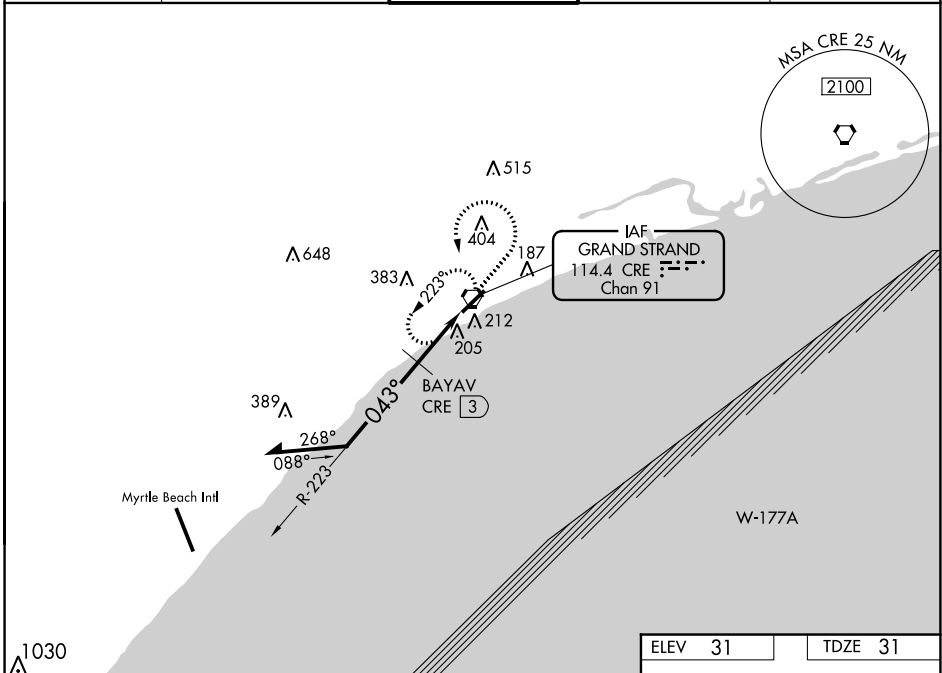 MSA CRE 25 NM
2100
515
404
IAF
GRAND STRAND
114.4 CRE
Chan 91
187
648
383
223°
212
205
BAYAV
CRE 3
043°
389
268°
088°
R-223
Myrtle Beach Intl
W-177A
1030
ELEV 31
TDZE 31